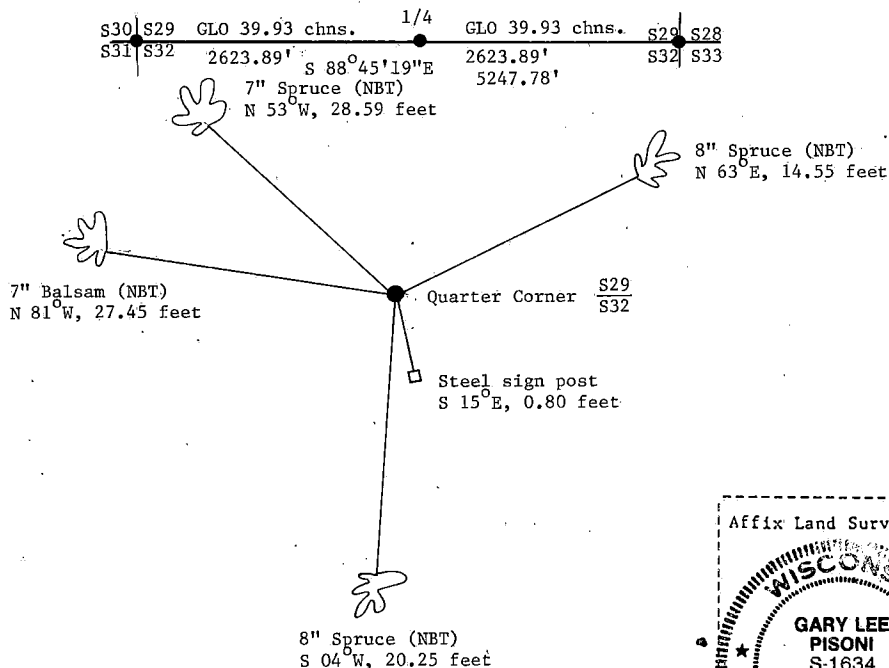 S30 S29 GLO 39.93 chns. 1/4 GLO 39.93 chns. S29 S28
S31 S32 2623.89' 2623.89' S32 S33
S 88°45'19"E 5247.78'
7" Spruce (NBT)
N 53°W, 28.59 feet
8" Spruce (NBT)
N 63°E, 14.55 feet
7" Balsam (NBT)
N 81°W, 27.45 feet
Quarter Corner S29
S32
Steel sign post
S 15°E, 0.80 feet
8" Spruce (NBT)
S 04°W, 20.25 feet
Affix Land Surv
WISCONS
GARY LEE
PISONI
S-1634